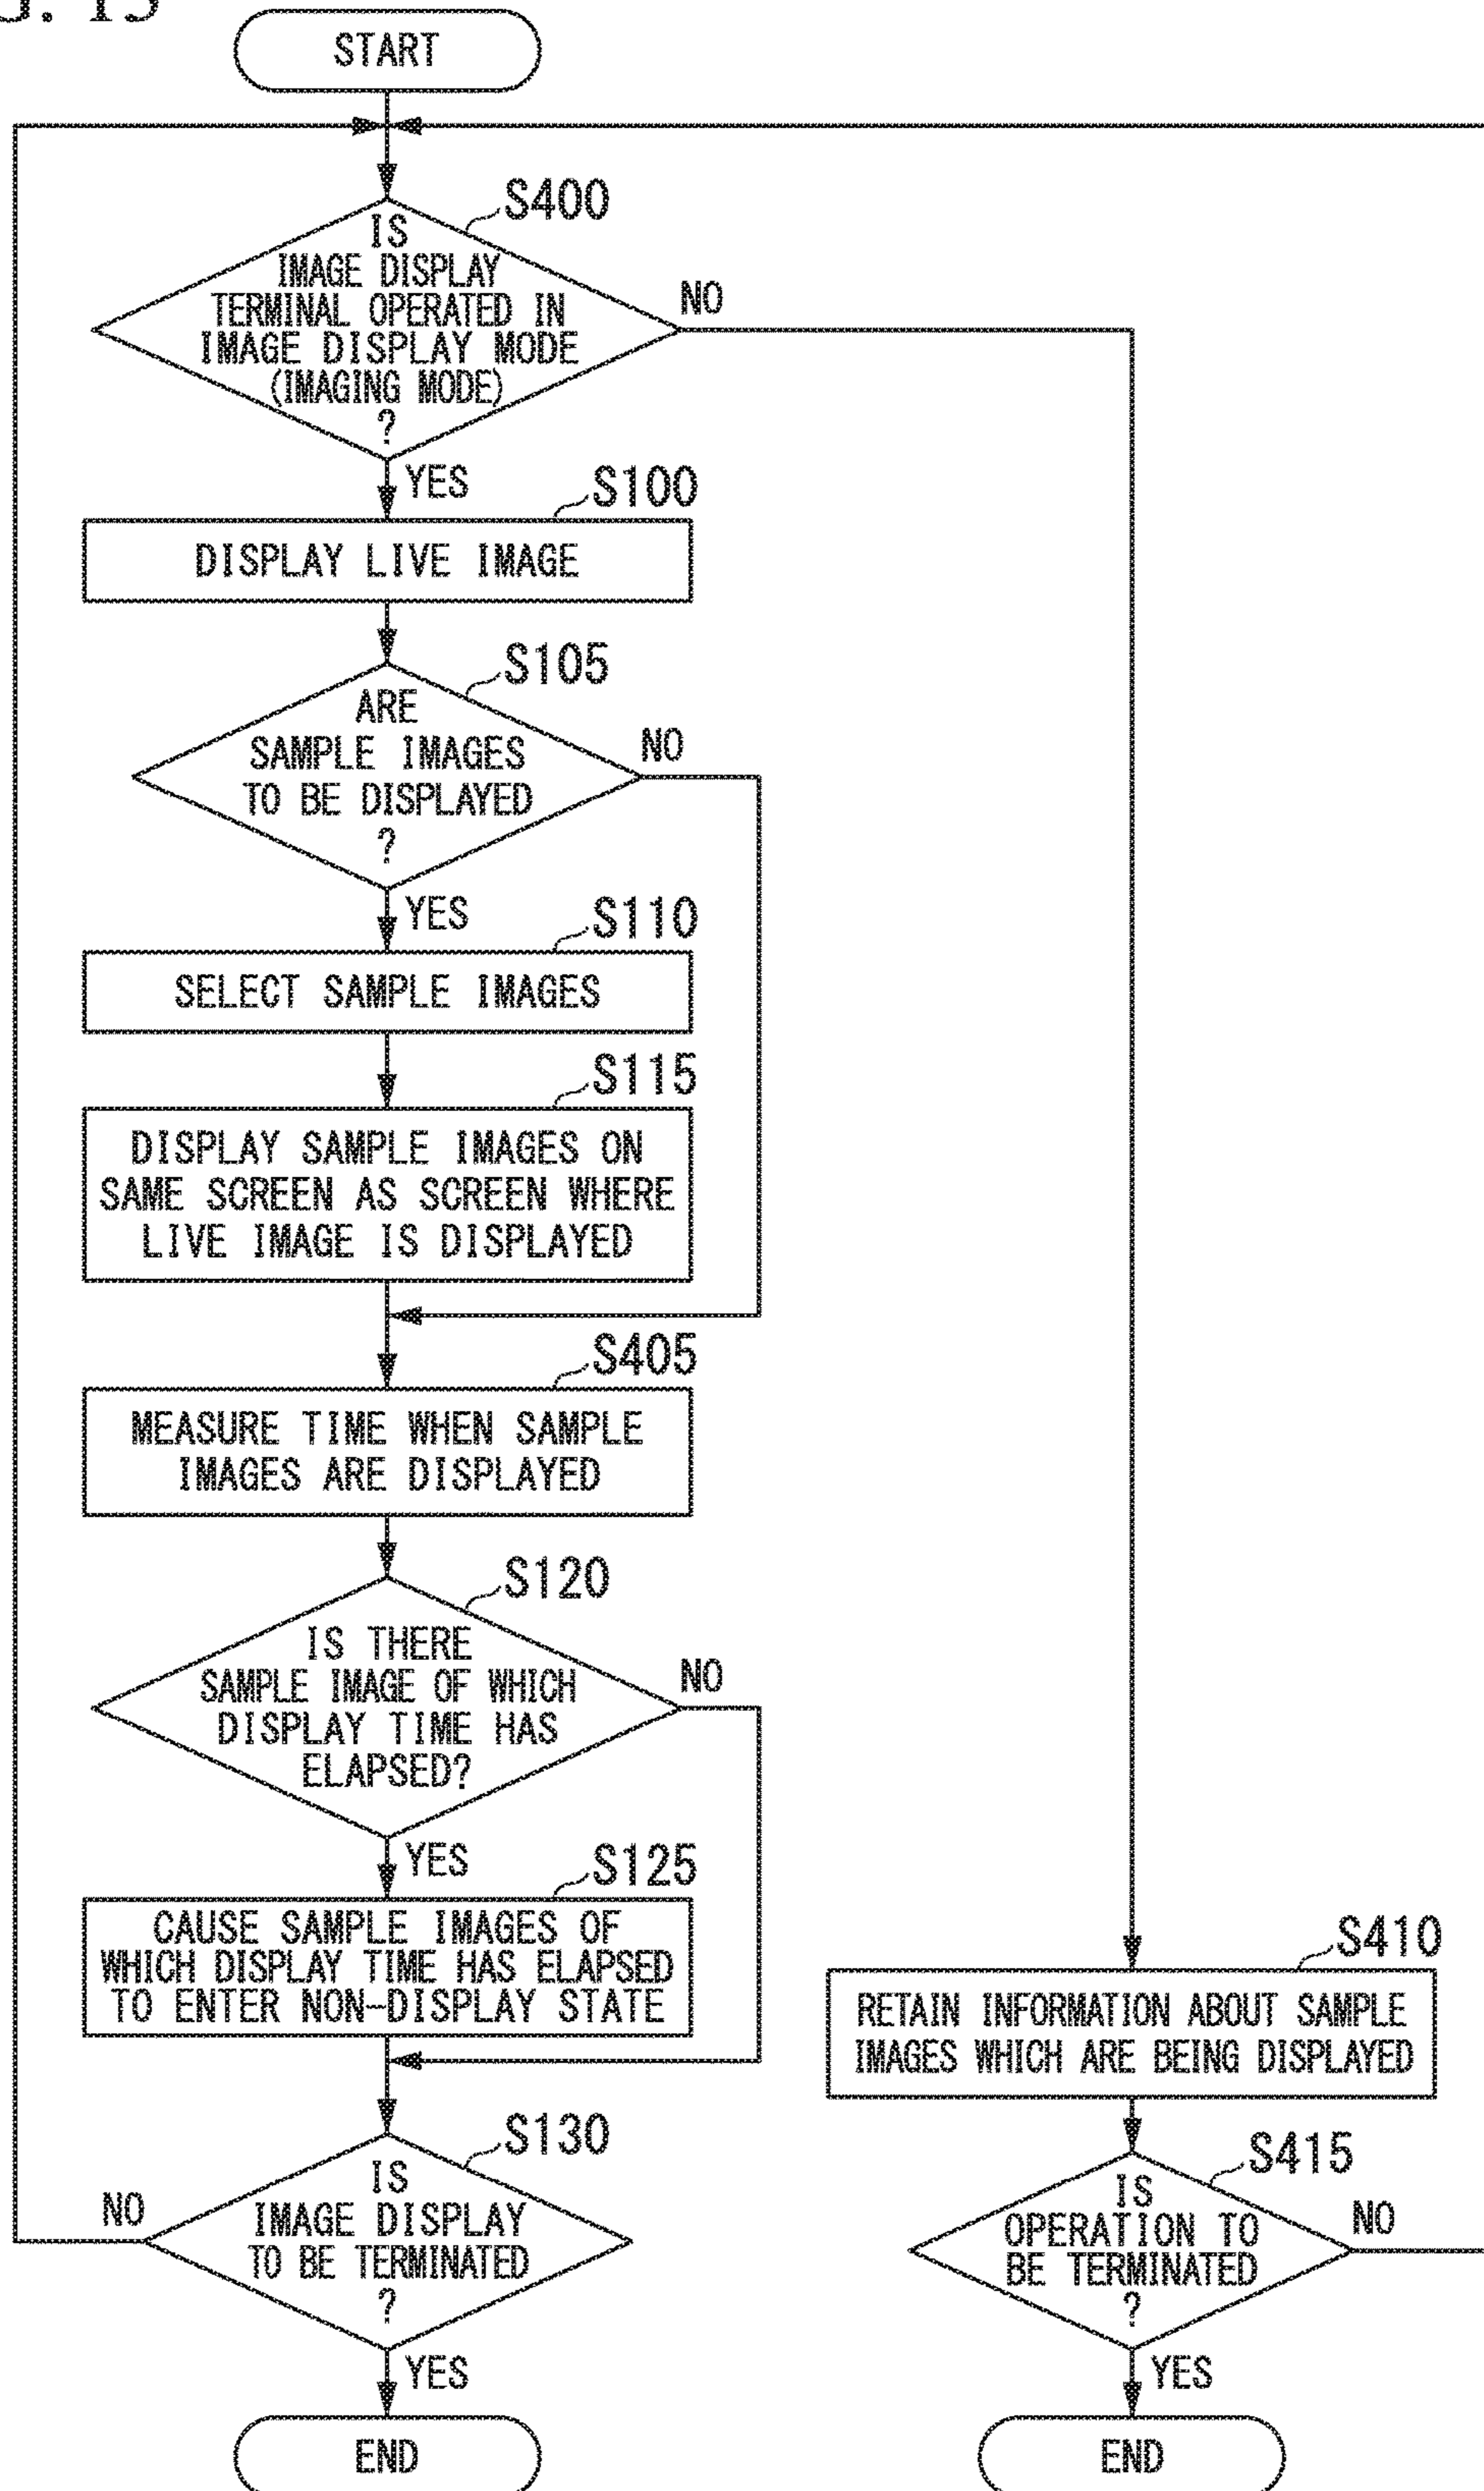 G. 15
START
S400
IS
IMAGE DISPLAY
TERMINAL OPERATED IN
IMAGE DISPLAY MODE
(IMAGING MODE)
?
NO
YES
S100
DISPLAY LIVE IMAGE
S105
ARE
SAMPLE IMAGES
TO BE DISPLAYED
?
NO
YES
S110
SELECT SAMPLE IMAGES
S115
DISPLAY SAMPLE IMAGES ON
SAME SCREEN AS SCREEN WHERE
LIVE IMAGE IS DISPLAYED
S405
MEASURE TIME WHEN SAMPLE
IMAGES ARE DISPLAYED
S120
IS THERE
SAMPLE IMAGE OF WHICH
DISPLAY TIME HAS
ELAPSED?
NO
YES
S125
CAUSE SAMPLE IMAGES OF
WHICH DISPLAY TIME HAS ELAPSED
TO ENTER NON-DISPLAY STATE
S130
IS
IMAGE DISPLAY
TO BE TERMINATED
?
NO
YES
END
S410
RETAIN INFORMATION ABOUT SAMPLE
IMAGES WHICH ARE BEING DISPLAYED
S415
IS
OPERATION TO
BE TERMINATED
?
NO
YES
END